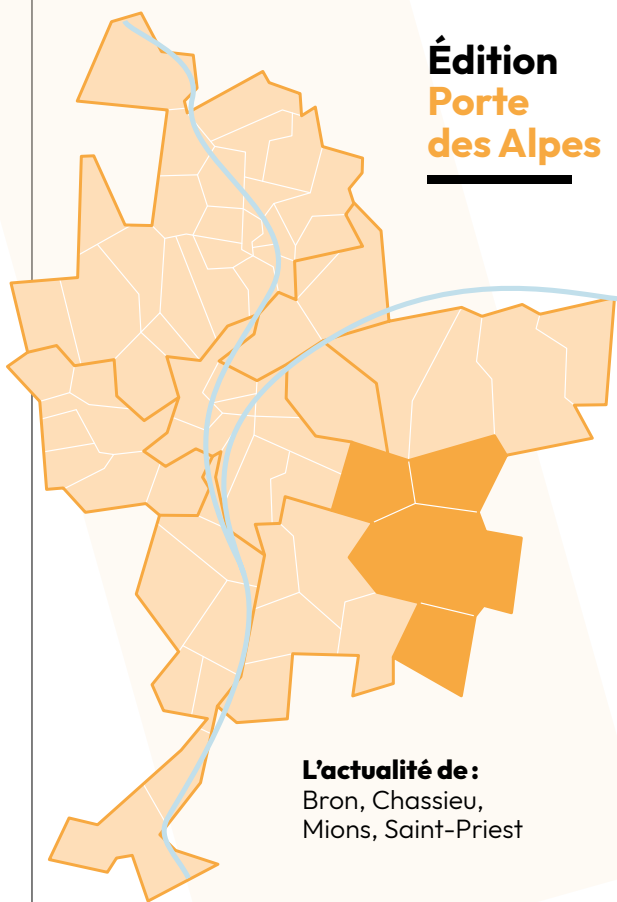 Édition
Porte
des Alpes
L'actualité de :
Bron, Chassieu,
Mions, Saint-Priest